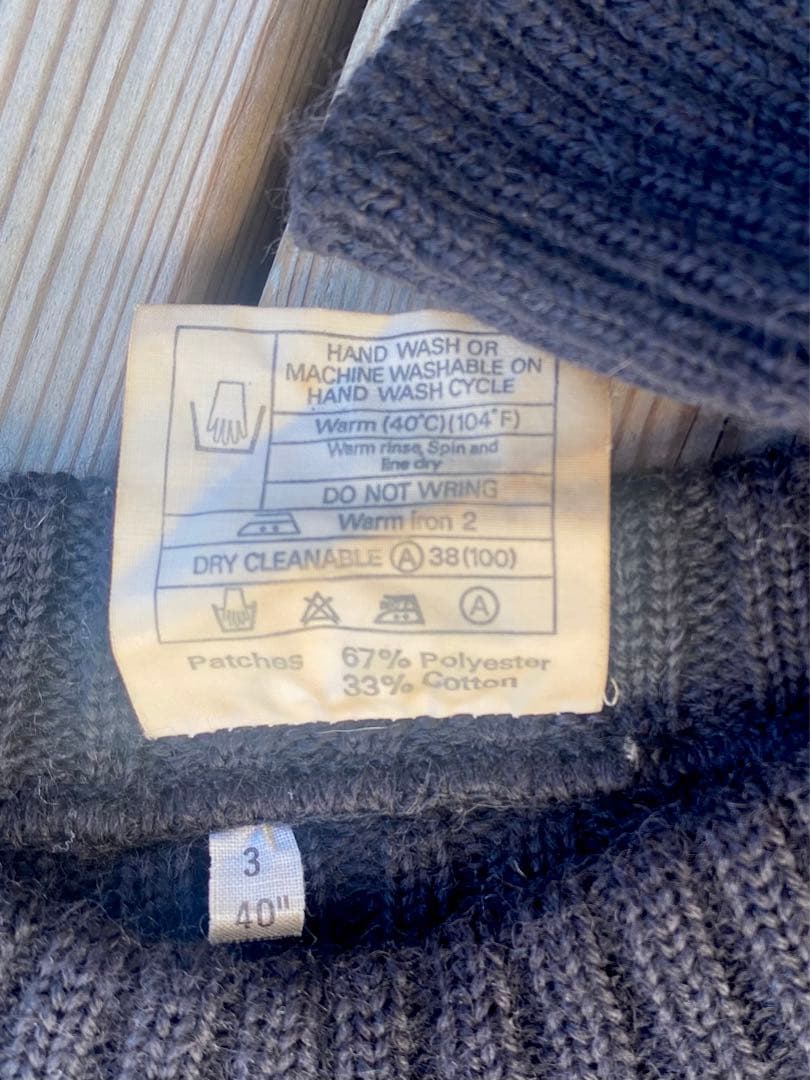 HAND WASH OR
MACHINE WASHABLE ON
HAND WASH CYCLE
Warm (40°C)(104°F)
Warm rinse, Spin and
line dry
DO NOT WRING
Warm iron 2
DRY CLEANABLE Ⓐ 38(100)
Ⓐ
Patches 67% Polyester
33% Cotton
3
40"